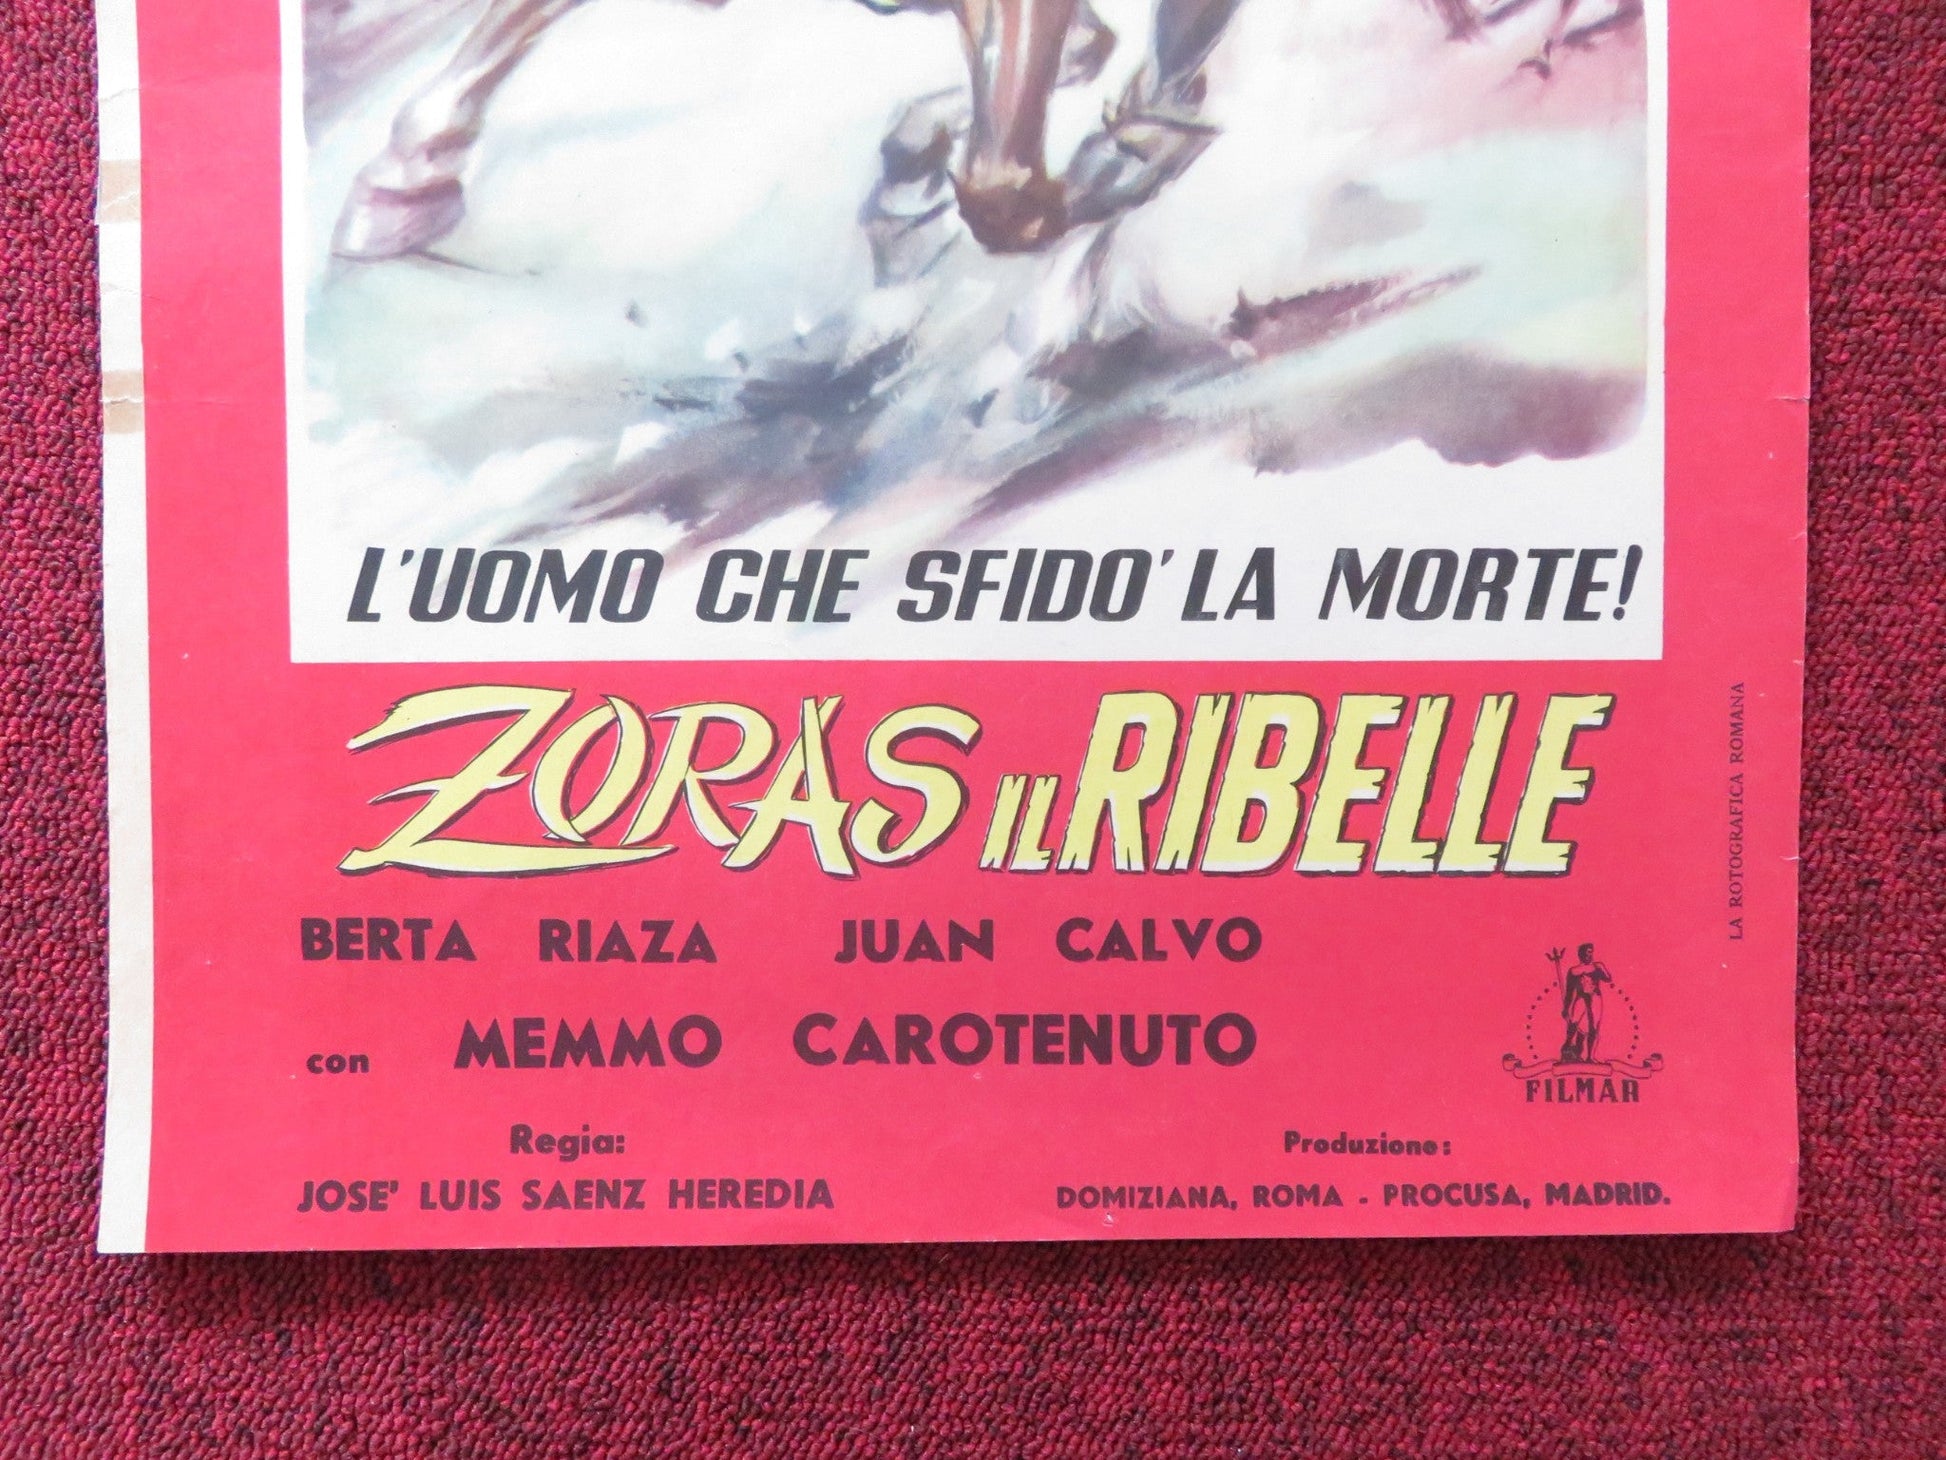 L'UOMO CHE SFIDO' LA MORTE!
ZORAS IL RIBELLE
BERTA RIAZA JUAN CALVO
con MEMMO CAROTENUTO
FILMAR
Regia:
JOSE' LUIS SAENZ HEREDIA
Produzione:
DOMIZIANA, ROMA - PROCUSA, MADRID.
LA ROTOGRAFICA ROMANA